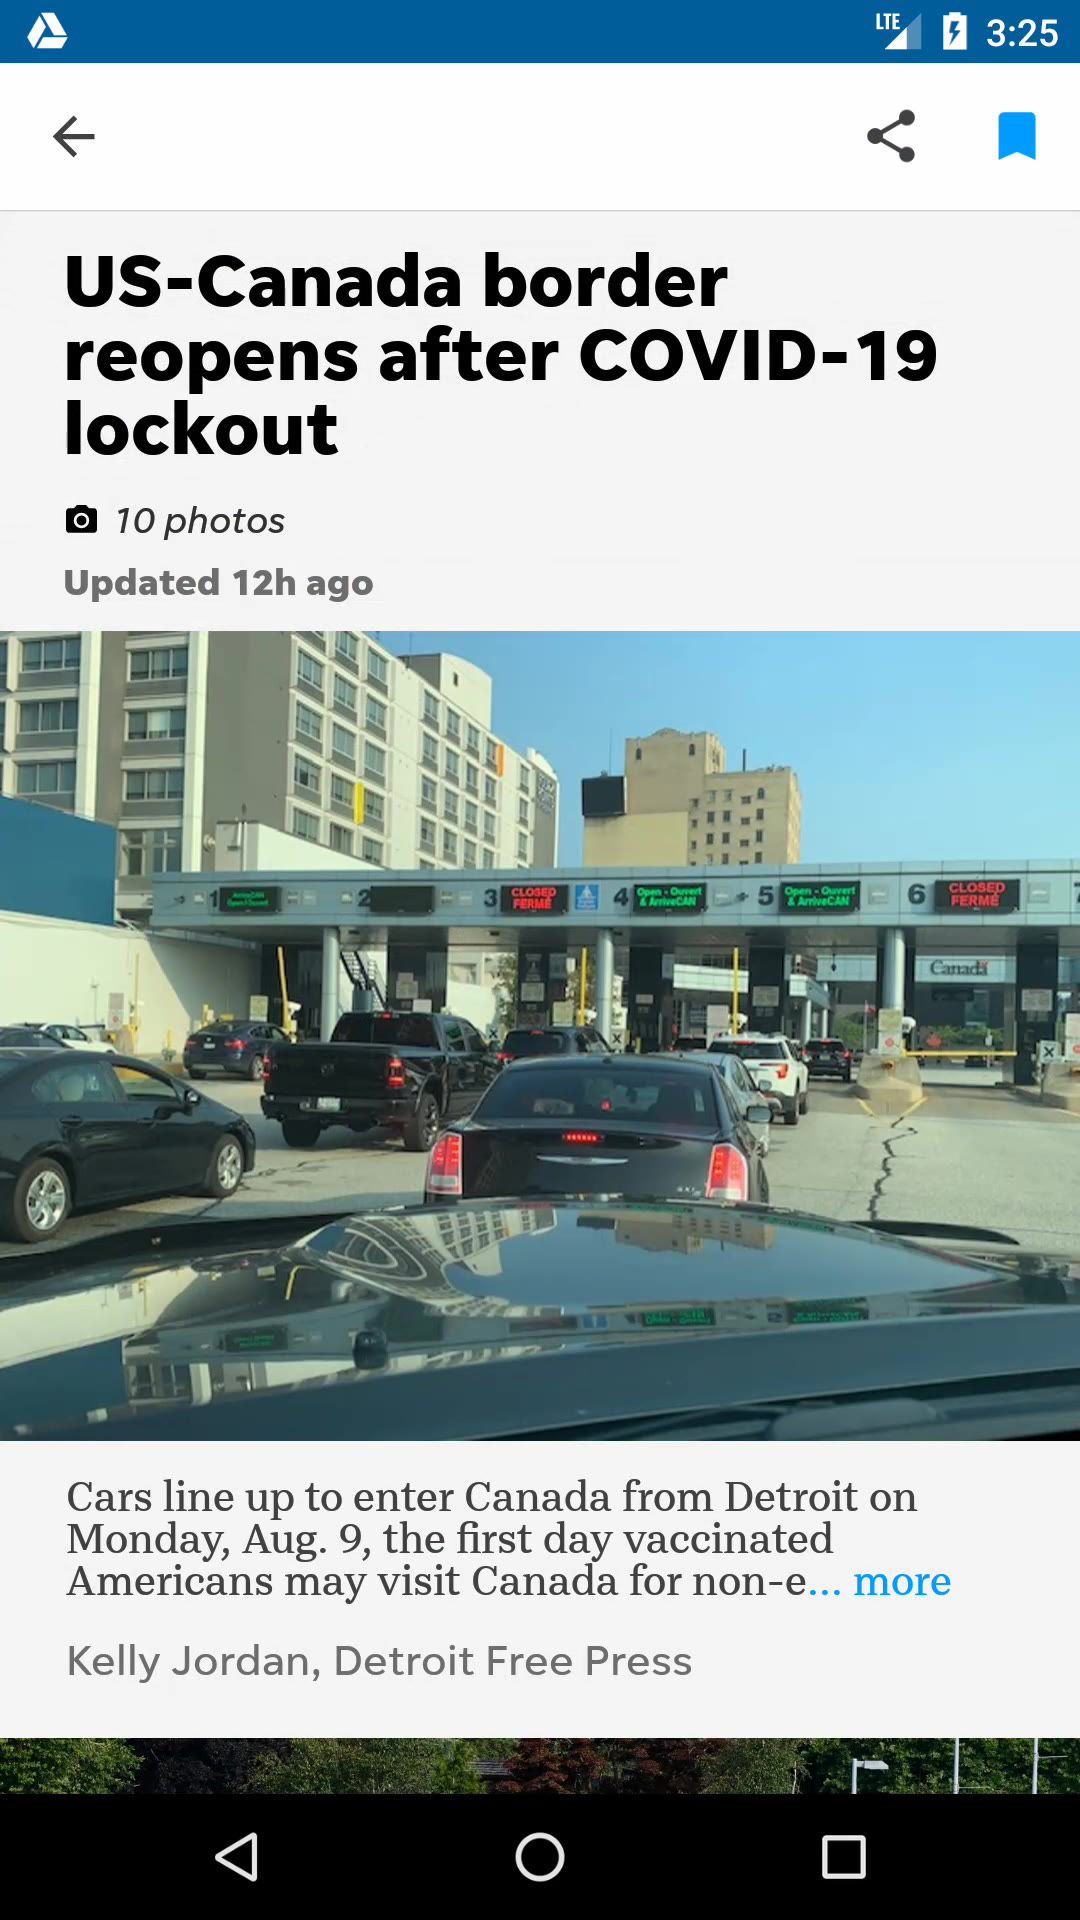 LTE 3:25
US-Canada border
reopens after COVID-19
lockout
10 photos
Updated 12h ago
1 ArriveCAN 2 3 CLOSED 4 Open - Ouvert 5 Open - Ouvert 6 CLOSED
Open-Ouvert FERMÉ & ArriveCAN & ArriveCAN FERMÉ
Canada
Cars line up to enter Canada from Detroit on
Monday, Aug. 9, the first day vaccinated
Americans may visit Canada for non-e... more
Kelly Jordan, Detroit Free Press